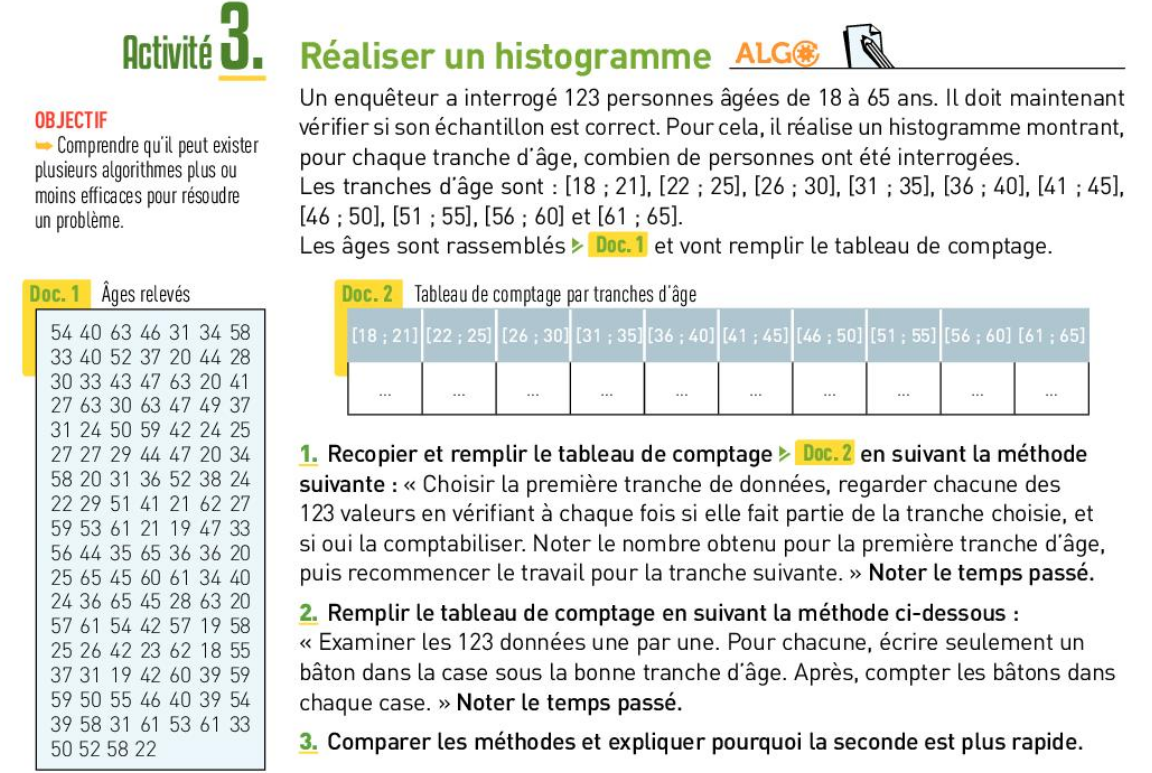 Activité 3.
Réaliser un histogramme ALGO
OBJECTIF
➥ Comprendre qu'il peut exister
plusieurs algorithmes plus ou
moins efficaces pour résoudre
un problème.
Un enquêteur a interrogé 123 personnes âgées de 18 à 65 ans. Il doit maintenant
vérifier si son échantillon est correct. Pour cela, il réalise un histogramme montrant,
pour chaque tranche d'âge, combien de personnes ont été interrogées.
Les tranches d'âge sont : [18 ; 21], [22 ; 25], [26 ; 30], [31 ; 35], [36 ; 40], [41 ; 45],
[46 ; 50], [51 ; 55], [56 ; 60] et [61 ; 65].
Les âges sont rassemblés Doc. 1 et vont remplir le tableau de comptage.
Doc. 1 Âges relevés
54 40 63 46 31 34 58
33 40 52 37 20 44 28
30 33 43 47 63 20 41
27 63 30 63 47 49 37
31 24 50 59 42 24 25
27 27 29 44 47 20 34
58 20 31 36 52 38 24
22 29 51 41 21 62 27
59 53 61 21 19 47 33
56 44 35 65 36 36 20
25 65 45 60 61 34 40
24 36 65 45 28 63 20
57 61 54 42 57 19 58
25 26 42 23 62 18 55
37 31 19 42 60 39 59
59 50 55 46 40 39 54
39 58 31 61 53 61 33
50 52 58 22
Doc. 2 Tableau de comptage par tranches d'âge
[18 ; 21] [22 ; 25] [26 ; 30] [31 ; 35] [36 ; 40] [41 ; 45] [46 ; 50] [51 ; 55] [56 ; 60] [61 ; 65]
... ... ... ... ... ... ... ... ... ...
1. Recopier et remplir le tableau de comptage Doc. 2 en suivant la méthode
suivante : « Choisir la première tranche de données, regarder chacune des
123 valeurs en vérifiant à chaque fois si elle fait partie de la tranche choisie, et
si oui la comptabiliser. Noter le nombre obtenu pour la première tranche d'âge,
puis recommencer le travail pour la tranche suivante. » Noter le temps passé.
2. Remplir le tableau de comptage en suivant la méthode ci-dessous :
« Examiner les 123 données une par une. Pour chacune, écrire seulement un
bâton dans la case sous la bonne tranche d'âge. Après, compter les bâtons dans
chaque case. » Noter le temps passé.
3. Comparer les méthodes et expliquer pourquoi la seconde est plus rapide.